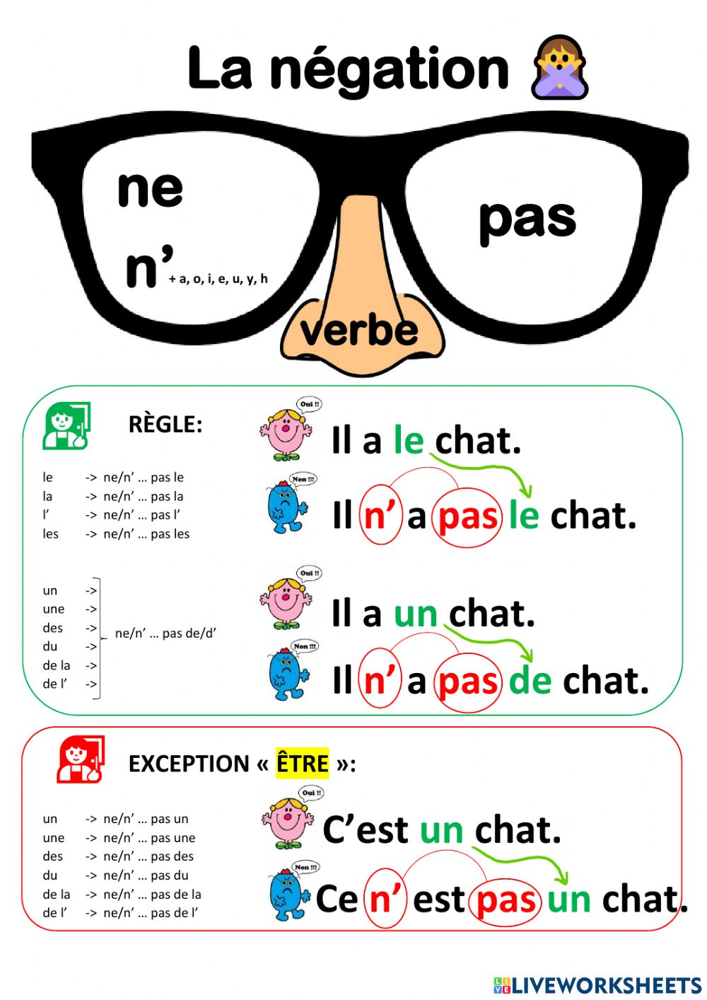 La négation
ne
n' + a, o, i, e, u, y, h
pas
verbe
RÈGLE:
le -> ne/n' ... pas le
la -> ne/n' ... pas la
l' -> ne/n' ... pas l'
les -> ne/n' ... pas les
Oui !!
Il a le chat.
Non !!!
Il n' a pas le chat.
un ->
une ->
des ->
du ->
de la ->
de l' ->
ne/n' ... pas de/d'
Oui !!
Il a un chat.
Non !!!
Il n' a pas de chat.
EXCEPTION « ÊTRE »:
un -> ne/n' ... pas un
une -> ne/n' ... pas une
des -> ne/n' ... pas des
du -> ne/n' ... pas du
de la -> ne/n' ... pas de la
de l' -> ne/n' ... pas de l'
Oui !!
C'est un chat.
Non !!!
Ce n' est pas un chat.
LIVE LIVEWORKSHEETS